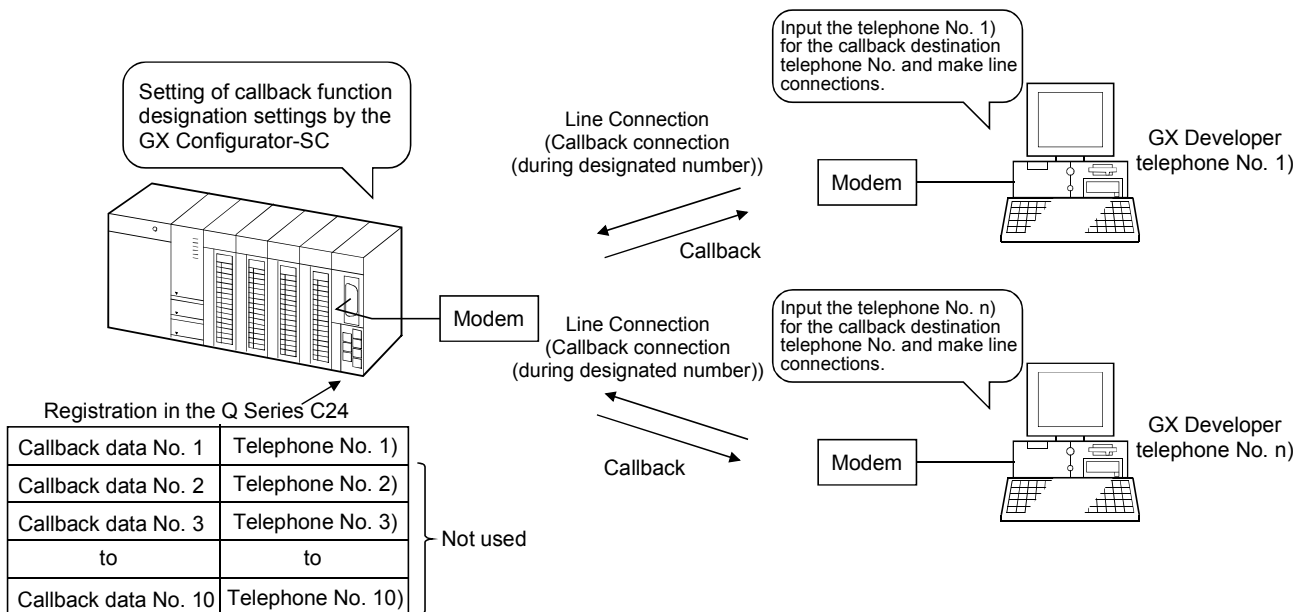 Setting of callback function
designation settings by the
GX Configurator-SC
Input the telephone No. 1)
for the callback destination
telephone No. and make line
connections.
Line Connection
(Callback connection
(during designated number))
Modem
GX Developer
telephone No. 1)
Callback
Modem
Line Connection
(Callback connection
(during designated number))
Input the telephone No. n)
for the callback destination
telephone No. and make line
connections.
Callback
Modem
GX Developer
telephone No. n)
Registration in the Q Series C24
Callback data No. 1 Telephone No. 1)
Callback data No. 2 Telephone No. 2)
Callback data No. 3 Telephone No. 3)
to to
Callback data No. 10 Telephone No. 10)
Not used